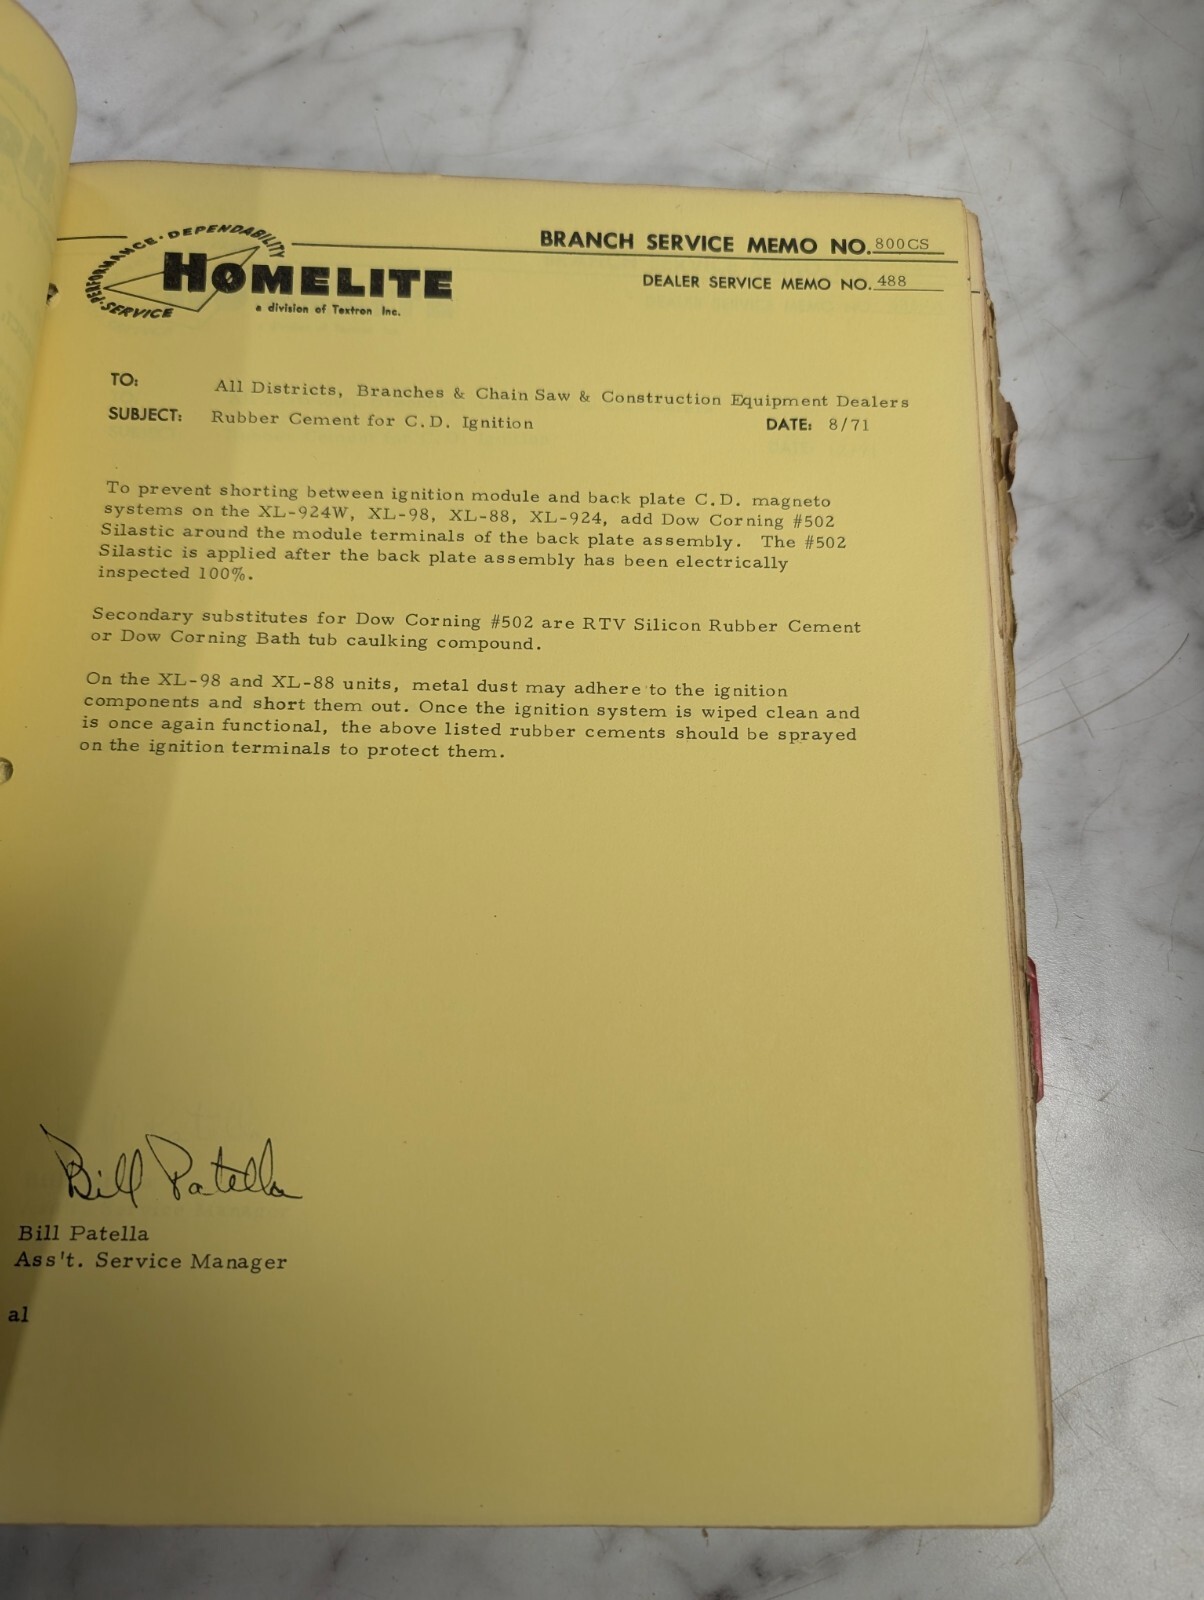 PERFORMANCE · DEPENDABILITY · SERVICE
HOMELITE
a division of Textron Inc.
BRANCH SERVICE MEMO NO. 800CS
DEALER SERVICE MEMO NO. 488
TO: All Districts, Branches & Chain Saw & Construction Equipment Dealers
SUBJECT: Rubber Cement for C.D. Ignition DATE: 8/71
To prevent shorting between ignition module and back plate C.D. magneto
systems on the XL-924W, XL-98, XL-88, XL-924, add Dow Corning #502
Silastic around the module terminals of the back plate assembly. The #502
Silastic is applied after the back plate assembly has been electrically
inspected 100%.
Secondary substitutes for Dow Corning #502 are RTV Silicon Rubber Cement
or Dow Corning Bath tub caulking compound.
On the XL-98 and XL-88 units, metal dust may adhere to the ignition
components and short them out. Once the ignition system is wiped clean and
is once again functional, the above listed rubber cements should be sprayed
on the ignition terminals to protect them.
Bill Patella
Bill Patella
Ass't. Service Manager
al